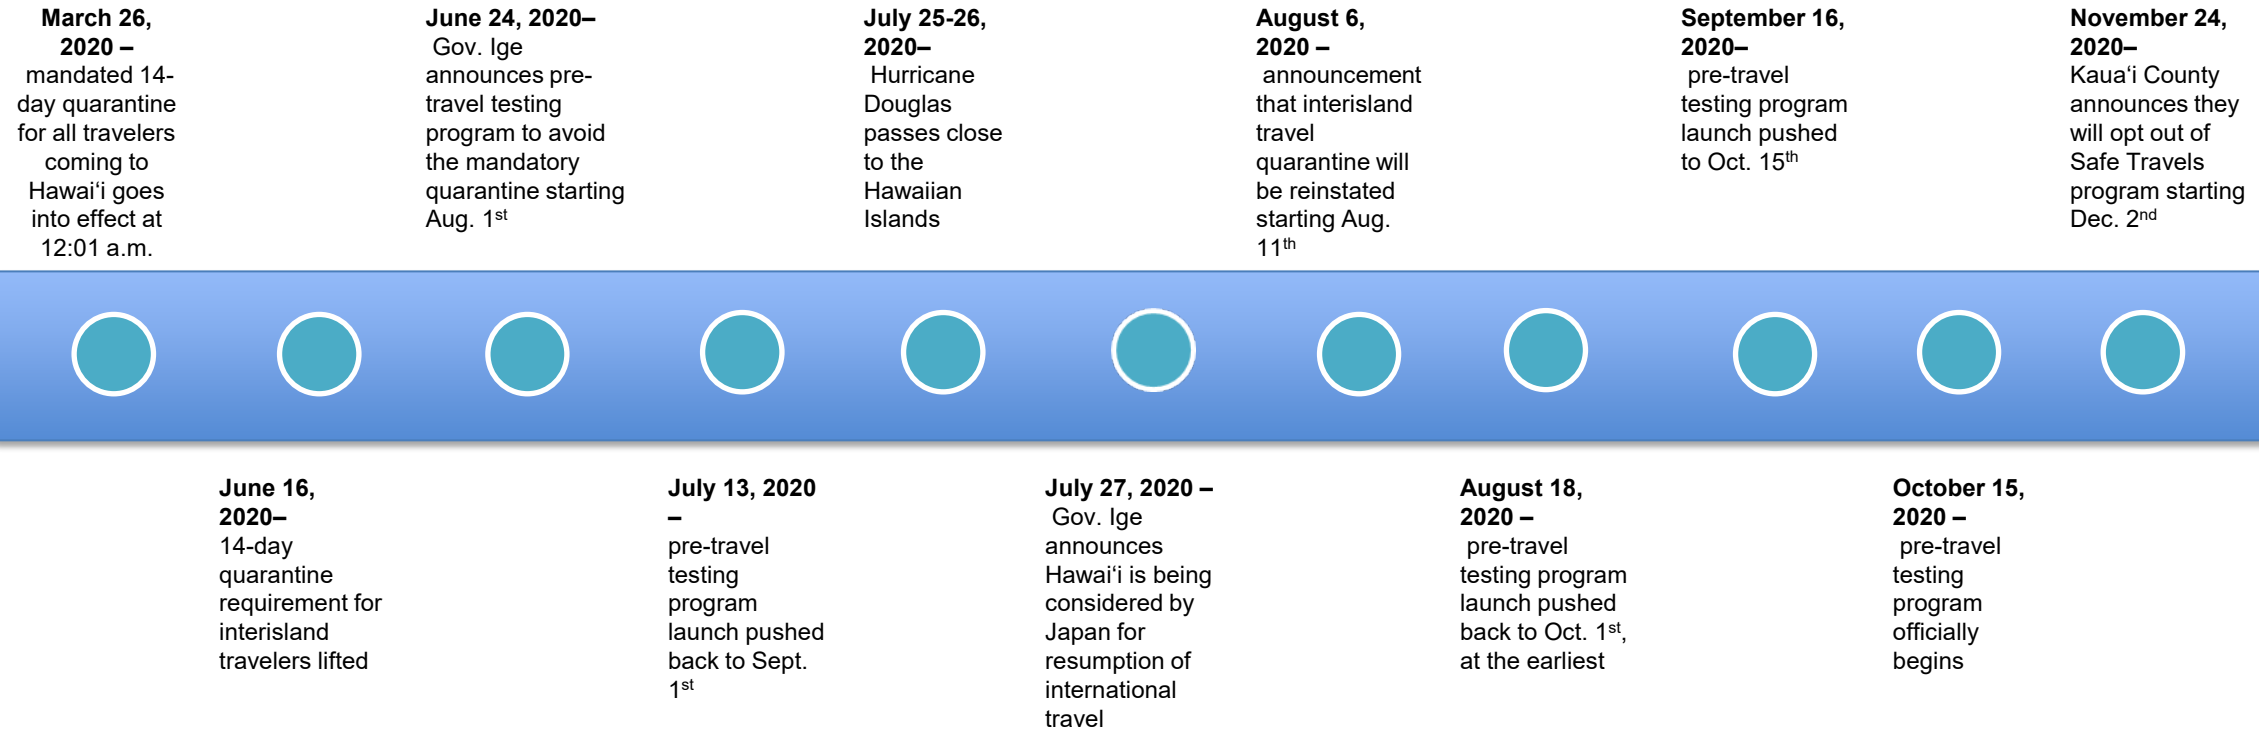 March 26,
2020 –
mandated 14-
day quarantine
for all travelers
coming to
Hawaiʻi goes
into effect at
12:01 a.m.
June 16,
2020–
14-day
quarantine
requirement for
interisland
travelers lifted
June 24, 2020–
Gov. Ige
announces pre-
travel testing
program to avoid
the mandatory
quarantine starting
Aug. 1st
July 13, 2020
–
pre-travel
testing
program
launch pushed
back to Sept.
1st
July 25-26,
2020–
Hurricane
Douglas
passes close
to the
Hawaiian
Islands
July 27, 2020 –
Gov. Ige
announces
Hawaiʻi is being
considered by
Japan for
resumption of
international
travel
August 6,
2020 –
announcement
that interisland
travel
quarantine will
be reinstated
starting Aug.
11th
August 18,
2020 –
pre-travel
testing program
launch pushed
back to Oct. 1st,
at the earliest
September 16,
2020–
pre-travel
testing program
launch pushed
to Oct. 15th
October 15,
2020 –
pre-travel
testing
program
officially
begins
November 24,
2020–
Kauaʻi County
announces they
will opt out of
Safe Travels
program starting
Dec. 2nd